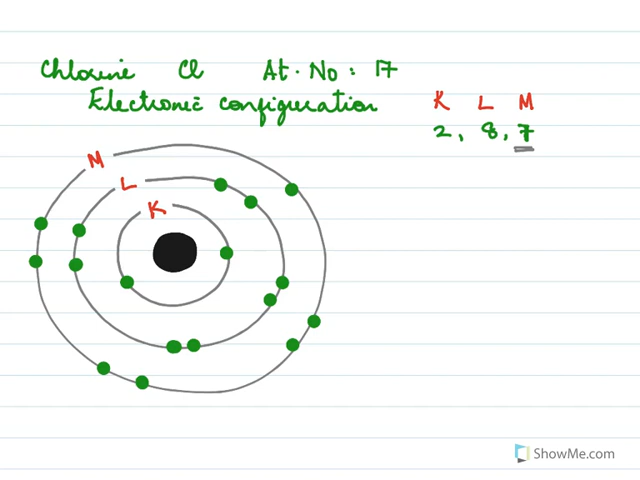 Chlorine Cl At. No : 17
Electronic configuration
K L M
2, 8, 7
M
L
K
ShowMe.com